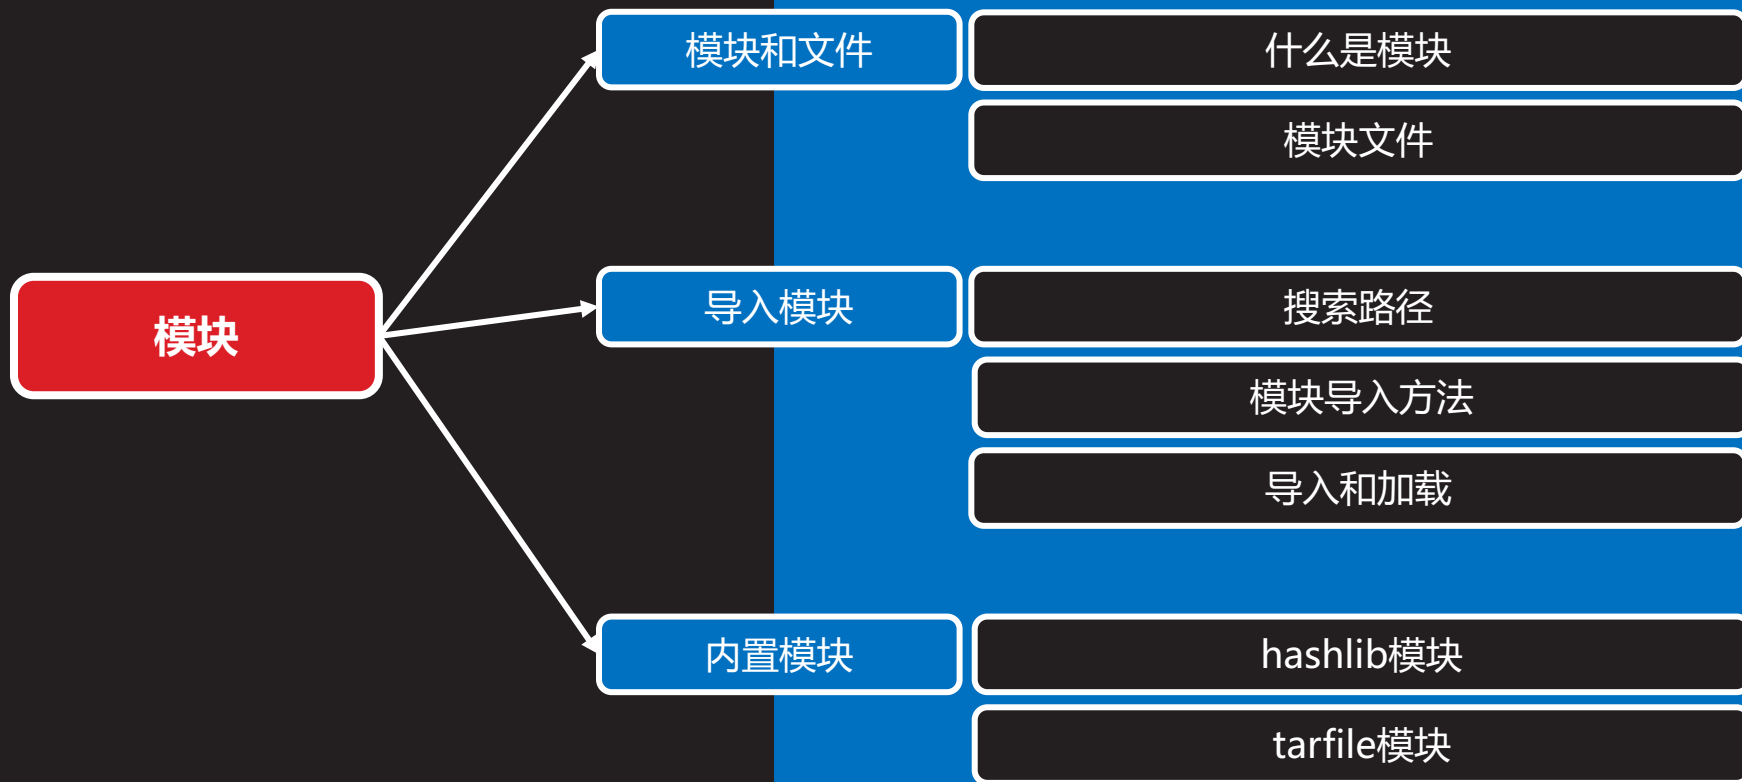 模块
模块和文件
什么是模块
模块文件
导入模块
搜索路径
模块导入方法
导入和加载
内置模块
hashlib模块
tarfile模块